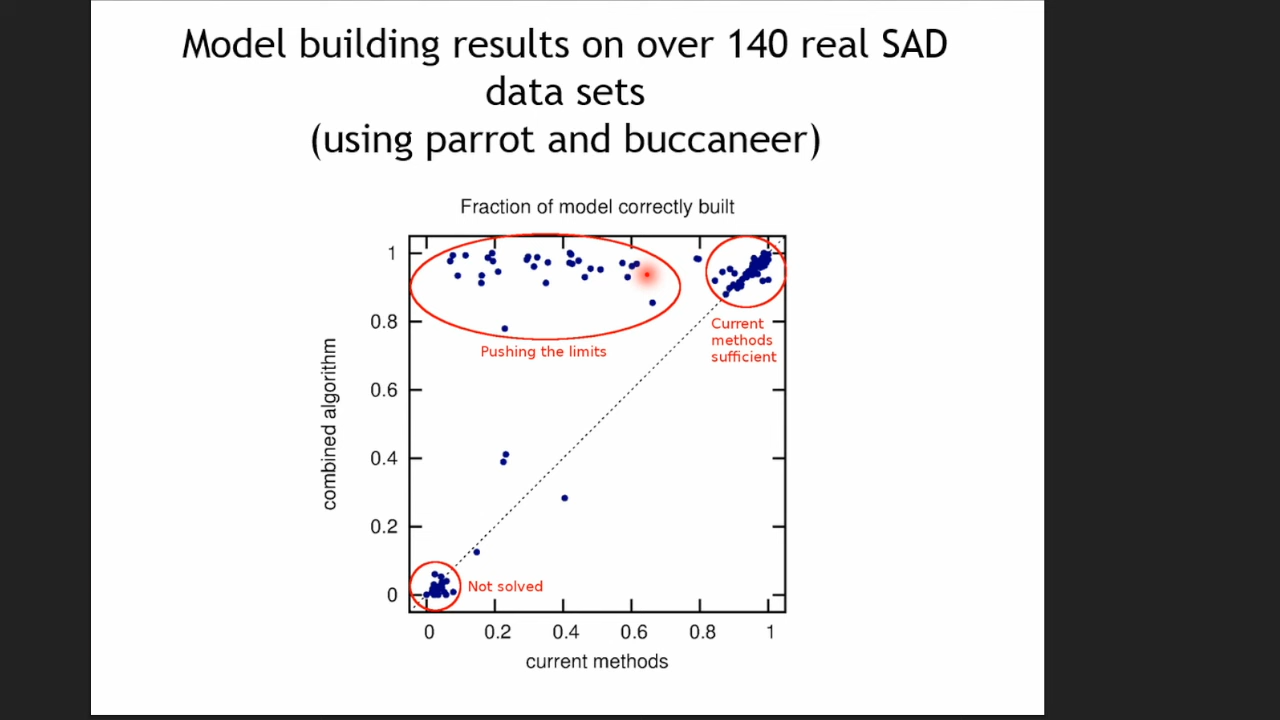 Model building results on over 140 real SAD
data sets
(using parrot and buccaneer)
Fraction of model correctly built
1
0.8
0.6
0.4
0.2
0
combined algorithm
Pushing the limits
Current
methods
sufficient
Not solved
0 0.2 0.4 0.6 0.8 1
current methods